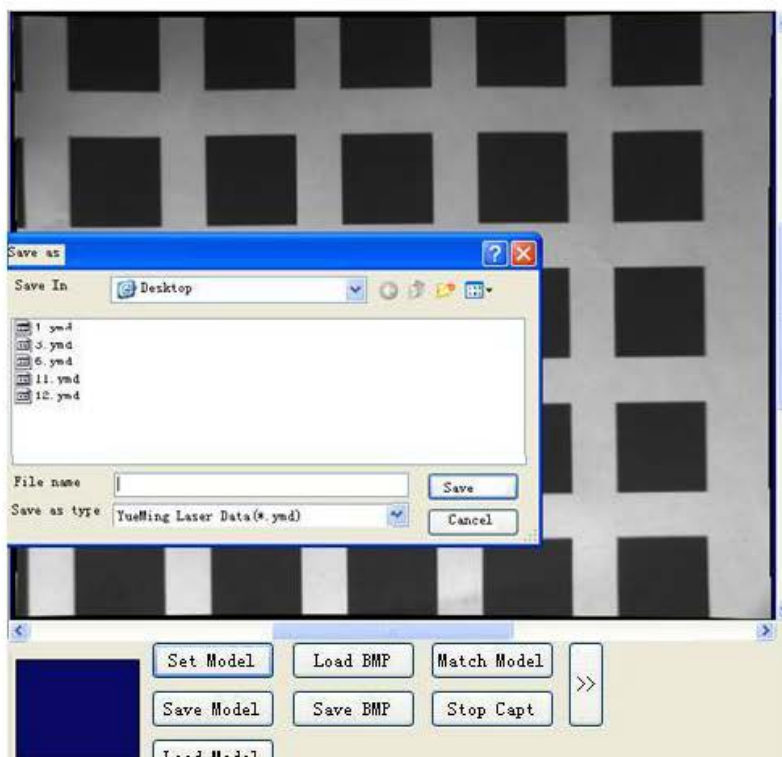 Save as
Save In
Desktop
1.ymd
3.ymd
6.ymd
11.ymd
12.ymd
File name
Save
Save as type
YueMing Laser Data(*.ymd)
Cancel
Set Model
Load BMP
Match Model
>>
Save Model
Save BMP
Stop Capt
Load Model